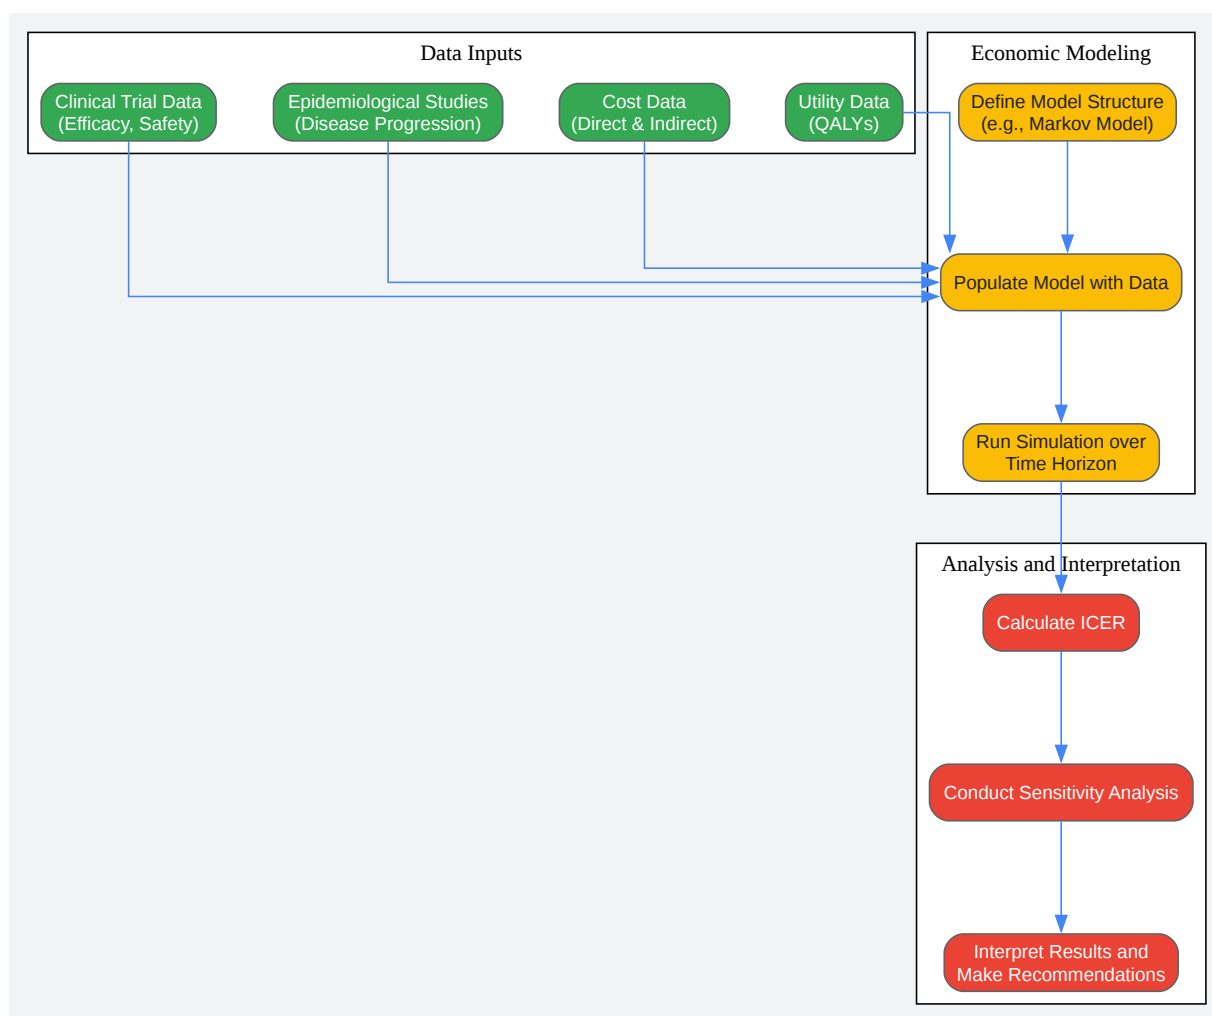 Data Inputs
Clinical Trial Data
(Efficacy, Safety)
Epidemiological Studies
(Disease Progression)
Cost Data
(Direct & Indirect)
Utility Data
(QALYs)
Economic Modeling
Define Model Structure
(e.g., Markov Model)
Populate Model with Data
Run Simulation over
Time Horizon
Analysis and Interpretation
Calculate ICER
Conduct Sensitivity Analysis
Interpret Results and
Make Recommendations